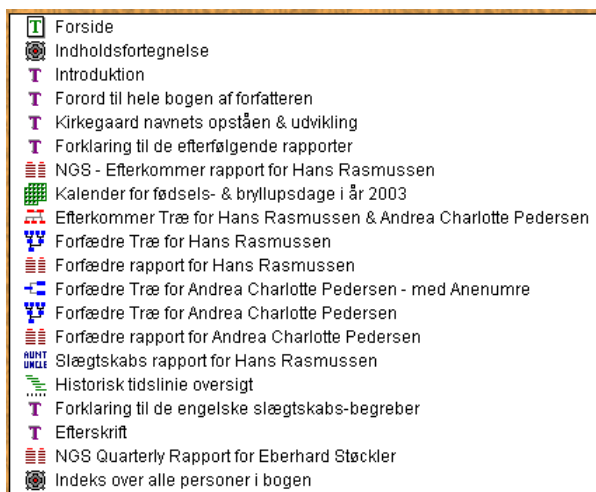 T Forside
Indholdsfortegnelse
T Introduktion
T Forord til hele bogen af forfatteren
T Kirkegaard navnets opståen & udvikling
T Forklaring til de efterfølgende rapporter
NGS - Efterkommer rapport for Hans Rasmussen
Kalender for fødsels- & bryllupsdage i år 2003
Efterkommer Træ for Hans Rasmussen & Andrea Charlotte Pedersen
Forfædre Træ for Hans Rasmussen
Forfædre rapport for Hans Rasmussen
Forfædre Træ for Andrea Charlotte Pedersen - med Anenumre
Forfædre Træ for Andrea Charlotte Pedersen
Forfædre rapport for Andrea Charlotte Pedersen
AUNT UNCLE Slægtskabs rapport for Hans Rasmussen
Historisk tidslinie oversigt
T Forklaring til de engelske slægtskabs-begreber
T Efterskrift
NGS Quarterly Rapport for Eberhard Støckler
Indeks over alle personer i bogen